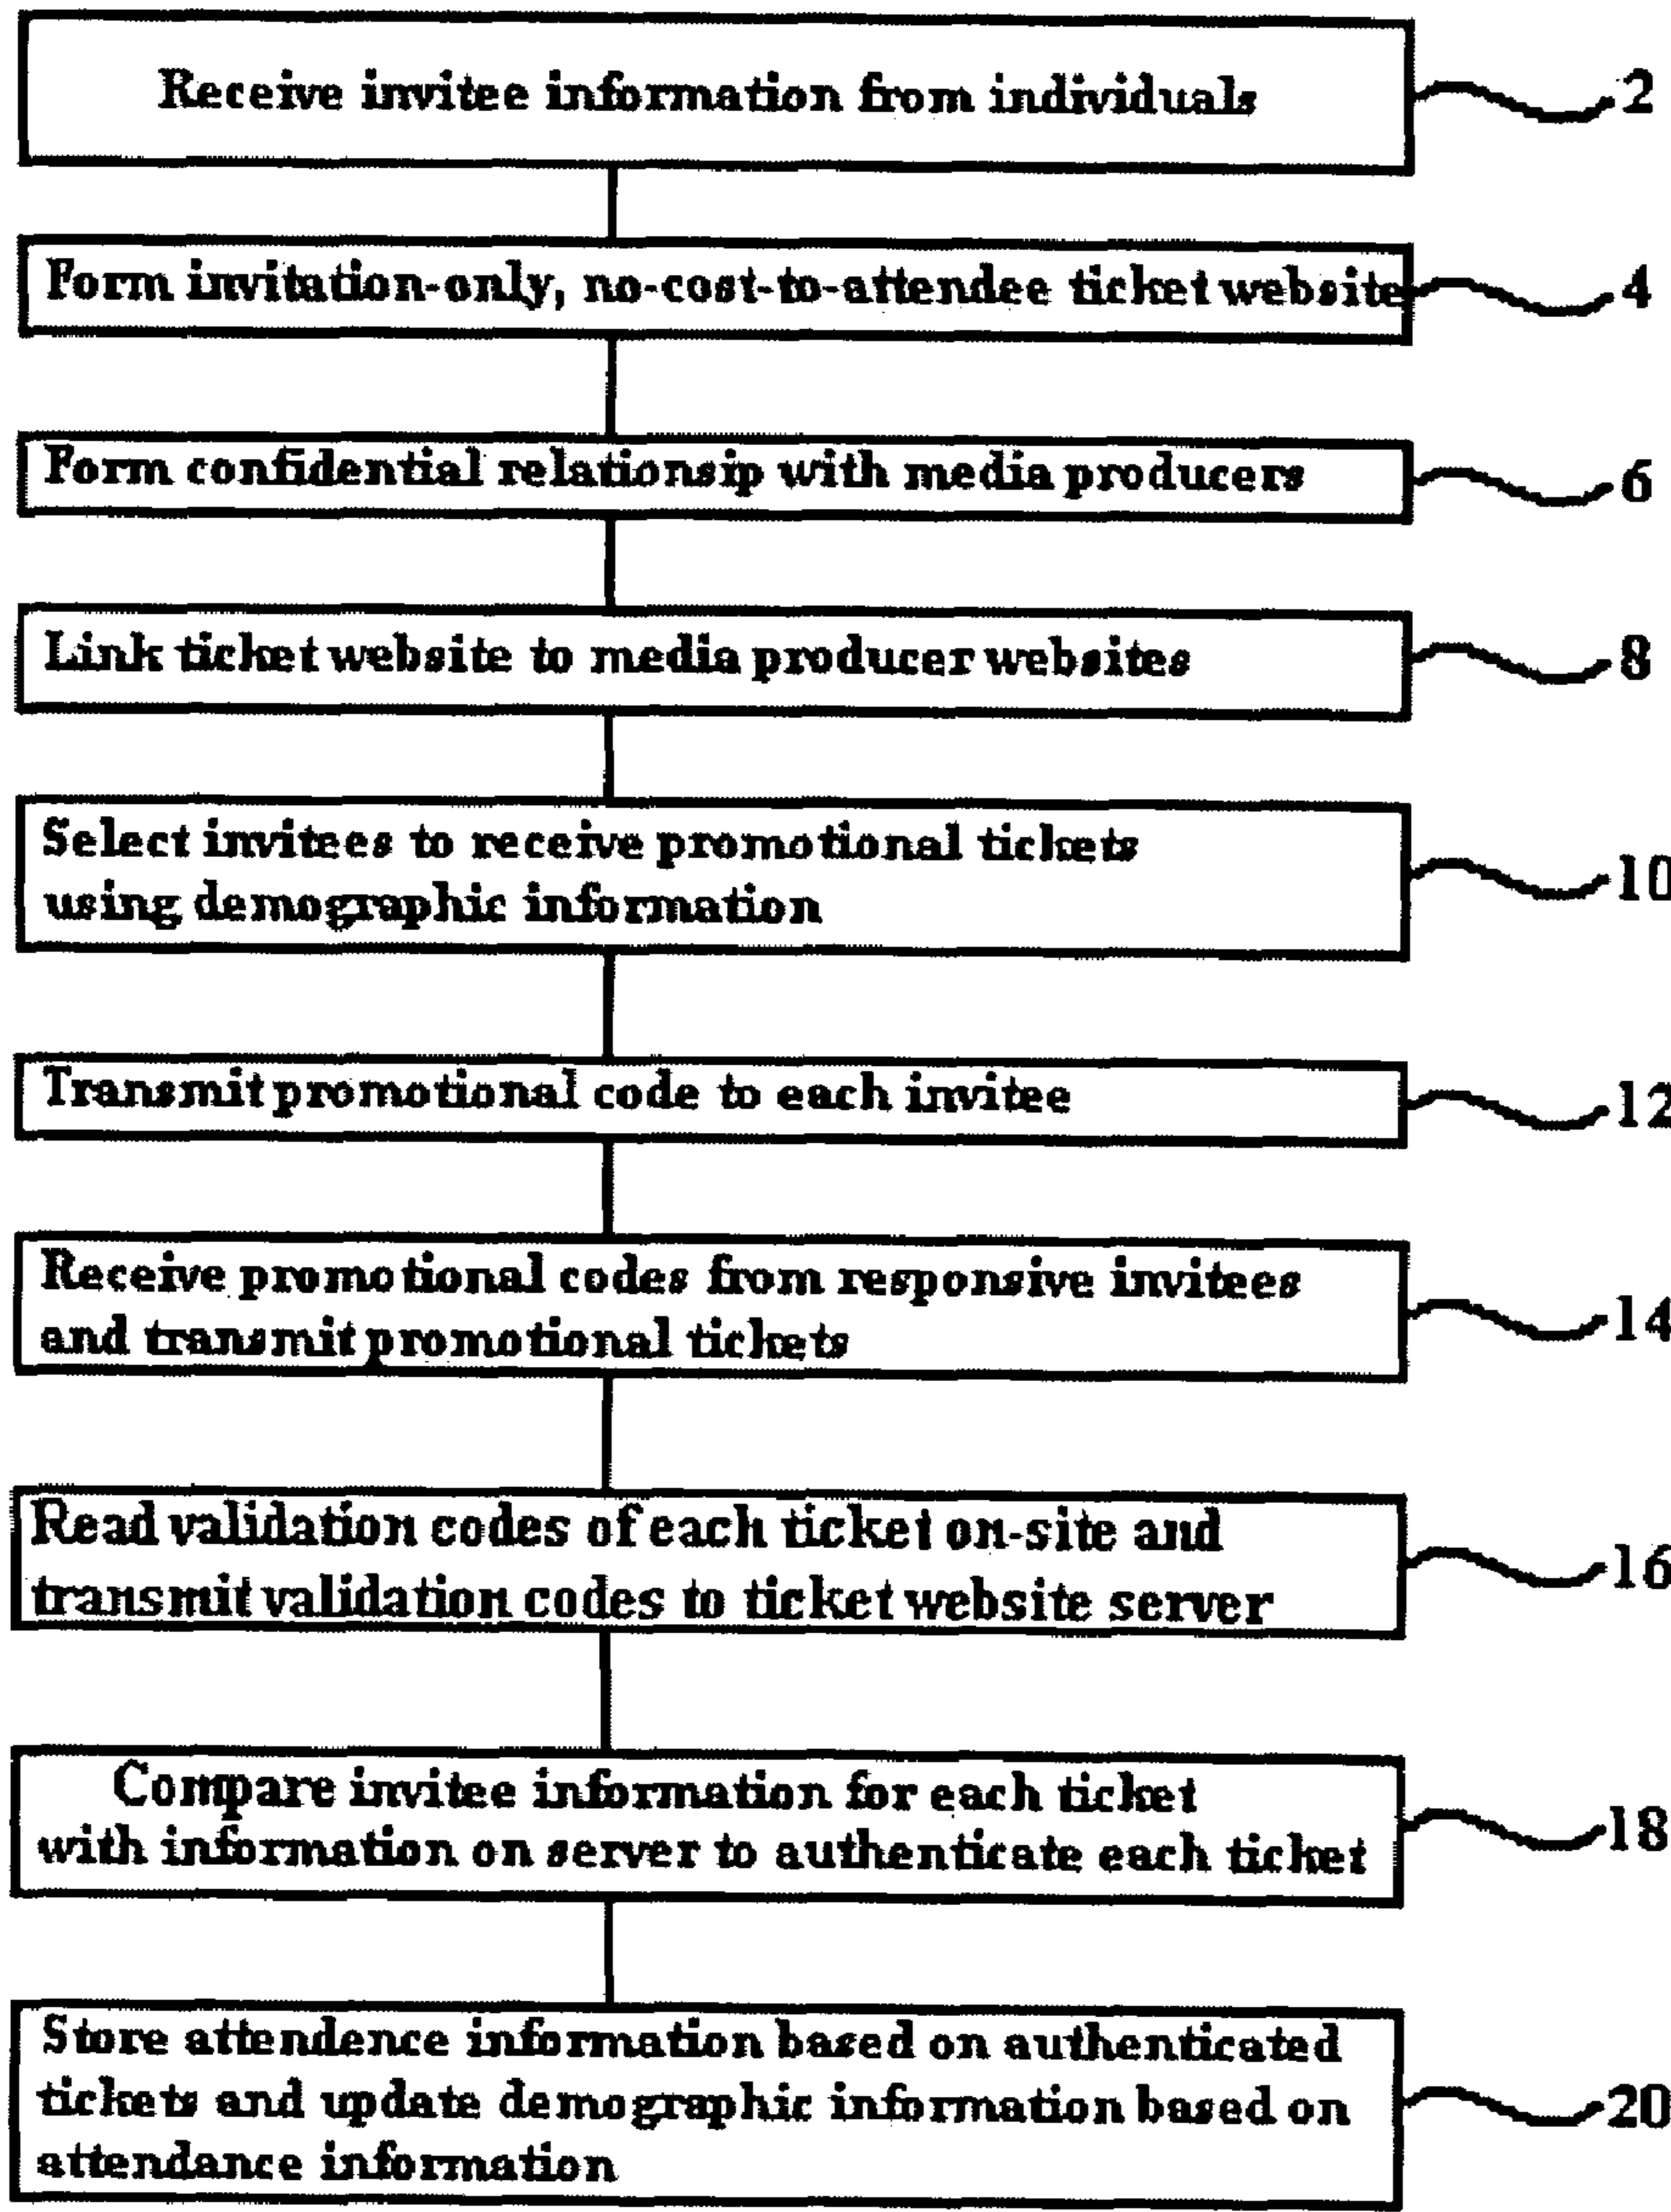 Receive invitee information from individuals
2
Form invitation-only, no-cost-to-attendee ticket website
4
Form confidential relationsip with media producers
6
Link ticket website to media producer websites
8
Select invitees to receive promotional tickets
using demographic information
10
Transmit promotional code to each invitee
12
Receive promotional codes from responsive invitees
and transmit promotional tickets
14
Read validation codes of each ticket on-site and
transmit validation codes to ticket website server
16
Compare invitee information for each ticket
with information on server to authenticate each ticket
18
Store attendence information based on authenticated
tickets and update demographic information based on
attendance information
20